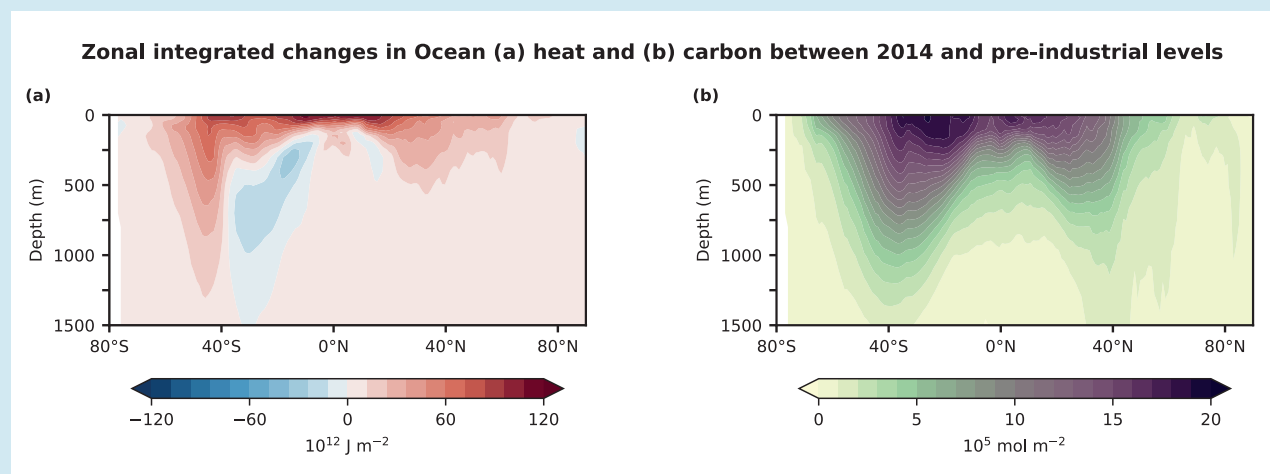 Zonal integrated changes in Ocean (a) heat and (b) carbon between 2014 and pre-industrial levels
(a)
0
500
1000
1500
Depth (m)
80°S 40°S 0°N 40°N 80°N
−120 −60 0 60 120
10¹² J m⁻²
(b)
0
500
1000
1500
Depth (m)
80°S 40°S 0°N 40°N 80°N
0 5 10 15 20
10⁵ mol m⁻²